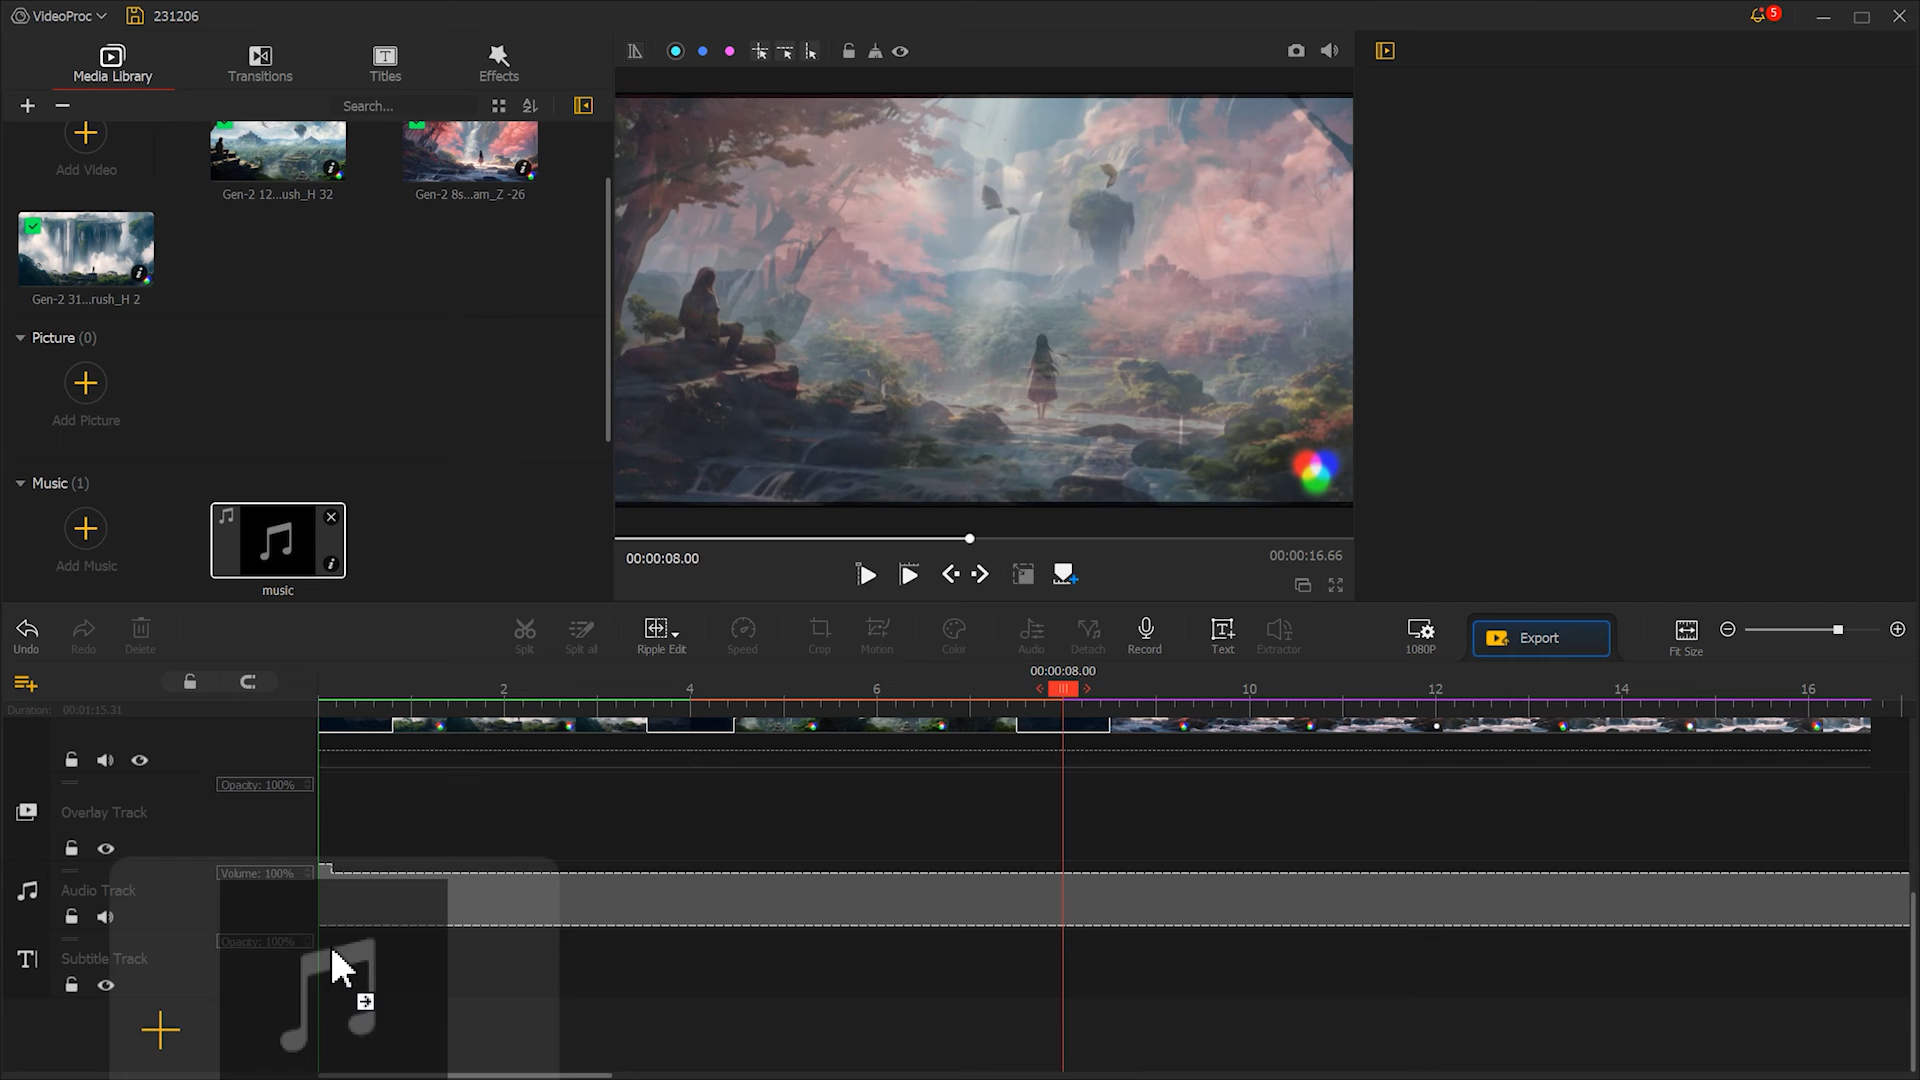 VideoProc
231206
5
Media Library
Transitions
Titles
Effects
Search...
Add Video
Gen-2 12...ush_H 32
Gen-2 8s...am_Z -26
Gen-2 31...rush_H 2
Picture (0)
Add Picture
Music (1)
Add Music
music
00:00:08.00
00:00:16.66
Undo
Redo
Delete
Split
Split all
Ripple Edit
Speed
Crop
Motion
Color
Audio
Detach
Record
Text
Extractor
1080P
Export
Fit Size
00:00:08.00
2
4
6
10
12
14
16
Duration: 00:01:15.31
Opacity: 100%
Overlay Track
Volume: 100%
Audio Track
Opacity: 100%
Subtitle Track